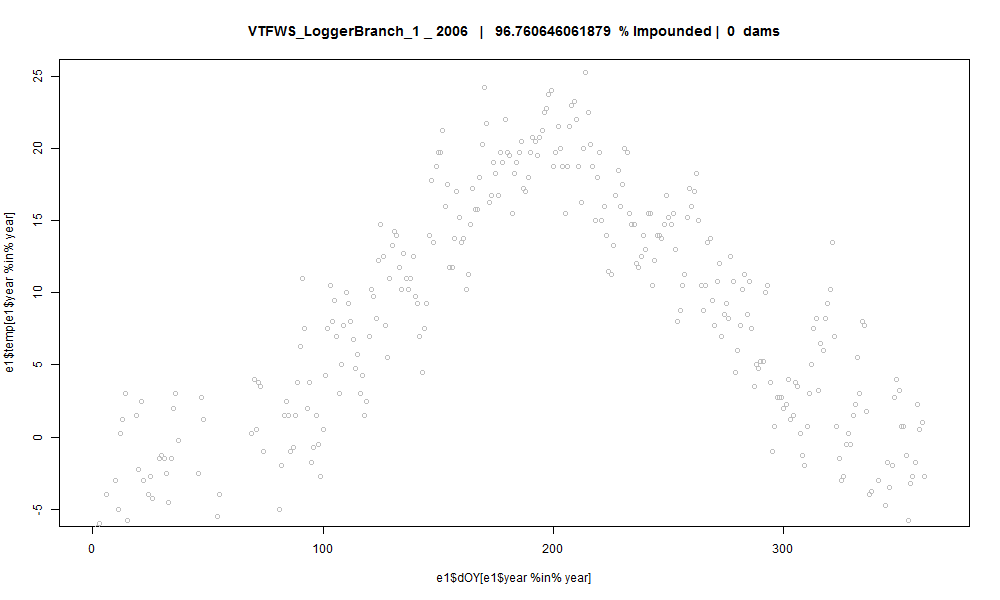 VTFWS_LoggerBranch_1 _ 2006 | 96.760646061879 % Impounded | 0 dams
25
20
15
10
5
0
-5
e1$temp[e1$year %in% year]
0 100 200 300
e1$dOY[e1$year %in% year]